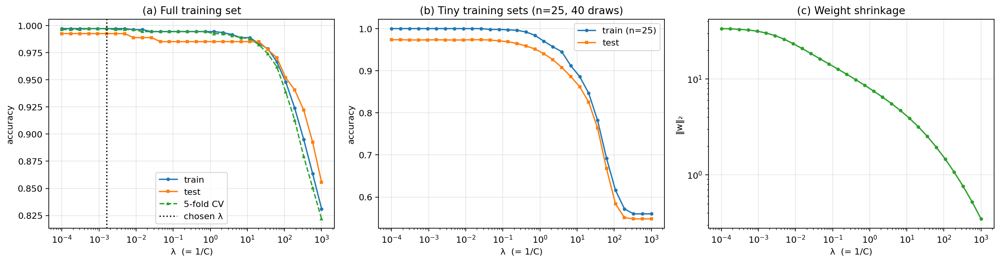 (a) Full training set
accuracy
1.000
0.975
0.950
0.925
0.900
0.875
0.850
0.825
train
test
5-fold CV
chosen λ
10⁻⁴ 10⁻³ 10⁻² 10⁻¹ 10⁰ 10¹ 10² 10³
λ (= 1/C)
(b) Tiny training sets (n=25, 40 draws)
accuracy
1.0
0.9
0.8
0.7
0.6
train (n=25)
test
10⁻⁴ 10⁻³ 10⁻² 10⁻¹ 10⁰ 10¹ 10² 10³
λ (= 1/C)
(c) Weight shrinkage
‖w‖₂
10¹
10⁰
10⁻⁴ 10⁻³ 10⁻² 10⁻¹ 10⁰ 10¹ 10² 10³
λ (= 1/C)